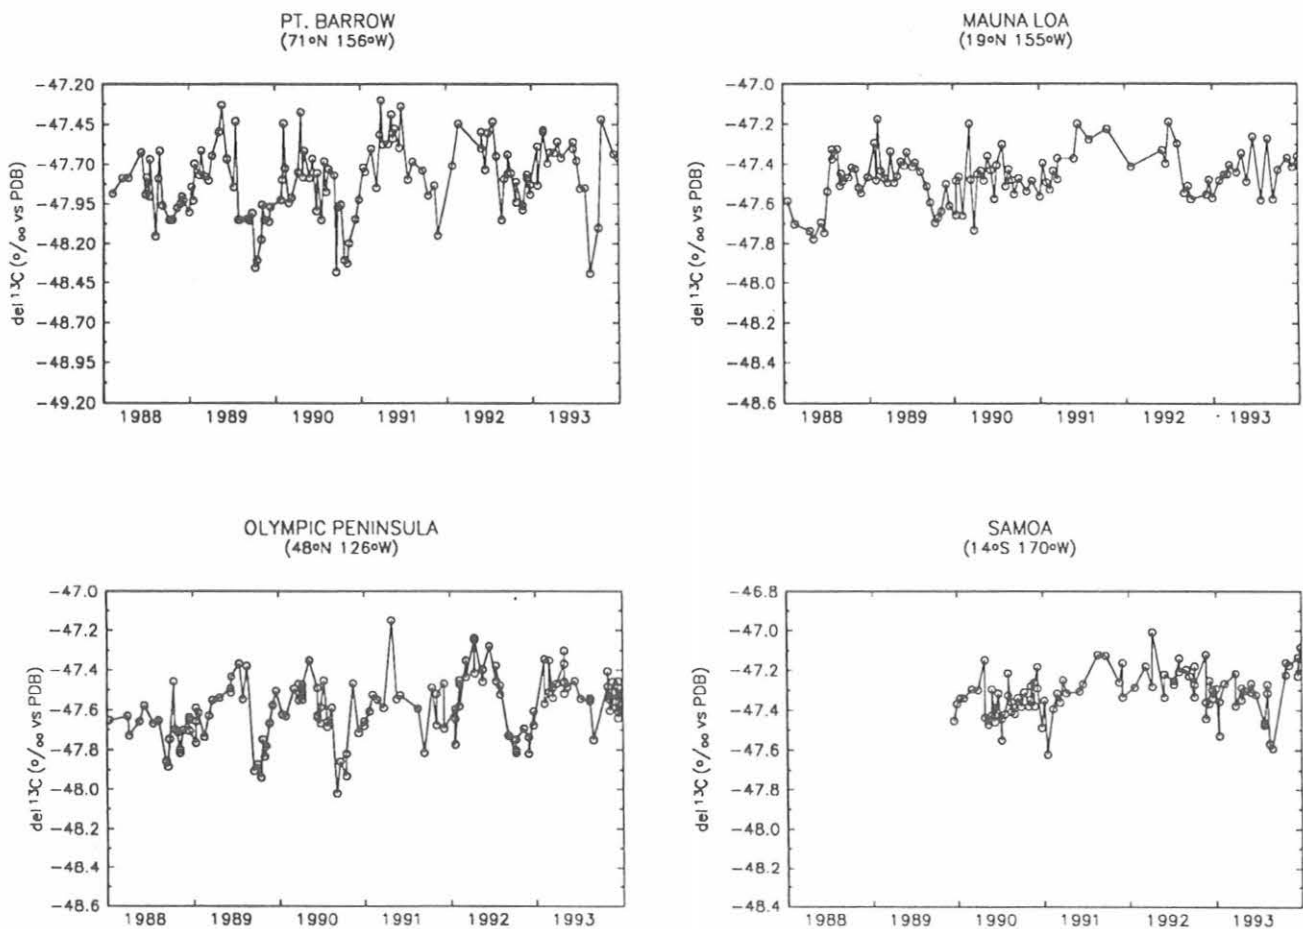 PT. BARROW
(71°N 156°W)
−47.20
−47.45
−47.70
−47.95
−48.20
−48.45
−48.70
−48.95
−49.20
del ¹³C (‰ vs PDB)
1988 1989 1990 1991 1992 1993
MAUNA LOA
(19°N 155°W)
−47.0
−47.2
−47.4
−47.6
−47.8
−48.0
−48.2
−48.4
−48.6
del ¹³C (‰ vs PDB)
1988 1989 1990 1991 1992 1993
OLYMPIC PENINSULA
(48°N 126°W)
−47.0
−47.2
−47.4
−47.6
−47.8
−48.0
−48.2
−48.4
−48.6
del ¹³C (‰ vs PDB)
1988 1989 1990 1991 1992 1993
SAMOA
(14°S 170°W)
−46.8
−47.0
−47.2
−47.4
−47.6
−47.8
−48.0
−48.2
−48.4
del ¹³C (‰ vs PDB)
1988 1989 1990 1991 1992 1993